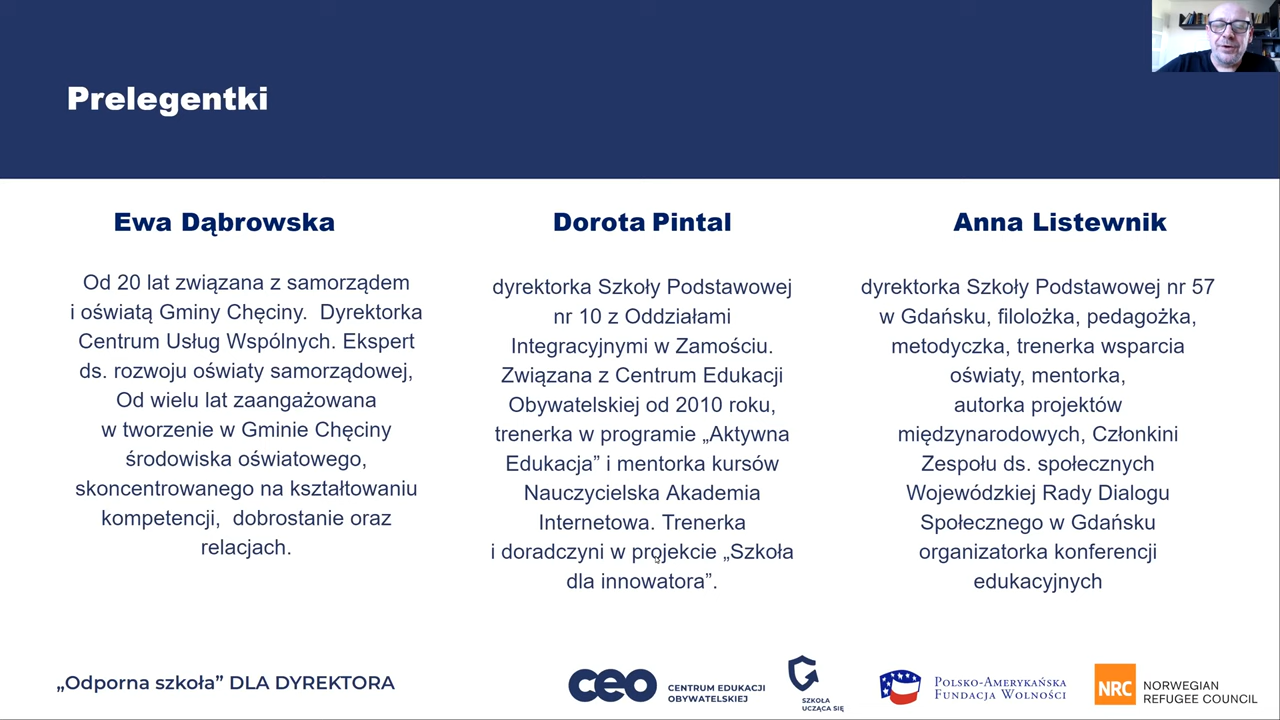 Prelegentki
Ewa Dąbrowska
Od 20 lat związana z samorządem
i oświatą Gminy Chęciny. Dyrektorka
Centrum Usług Wspólnych. Ekspert
ds. rozwoju oświaty samorządowej,
Od wielu lat zaangażowana
w tworzenie w Gminie Chęciny
środowiska oświatowego,
skoncentrowanego na kształtowaniu
kompetencji, dobrostanie oraz
relacjach.
Dorota Pintal
dyrektorka Szkoły Podstawowej
nr 10 z Oddziałami
Integracyjnymi w Zamościu.
Związana z Centrum Edukacji
Obywatelskiej od 2010 roku,
trenerka w programie „Aktywna
Edukacja” i mentorka kursów
Nauczycielska Akademia
Internetowa. Trenerka
i doradczyni w projekcie „Szkoła
dla innowatora”.
Anna Listewnik
dyrektorka Szkoły Podstawowej nr 57
w Gdańsku, filolożka, pedagożka,
metodyczka, trenerka wsparcia
oświaty, mentorka,
autorka projektów
międzynarodowych, Członkini
Zespołu ds. społecznych
Wojewódzkiej Rady Dialogu
Społecznego w Gdańsku
organizatorka konferencji
edukacyjnych
„Odporna szkoła” DLA DYREKTORA
ceo
CENTRUM EDUKACJI
OBYWATELSKIEJ
SZKOŁA
UCZĄCA SIĘ
POLSKO-AMERYKAŃSKA
FUNDACJA WOLNOŚCI
NRC
NORWEGIAN
REFUGEE COUNCIL